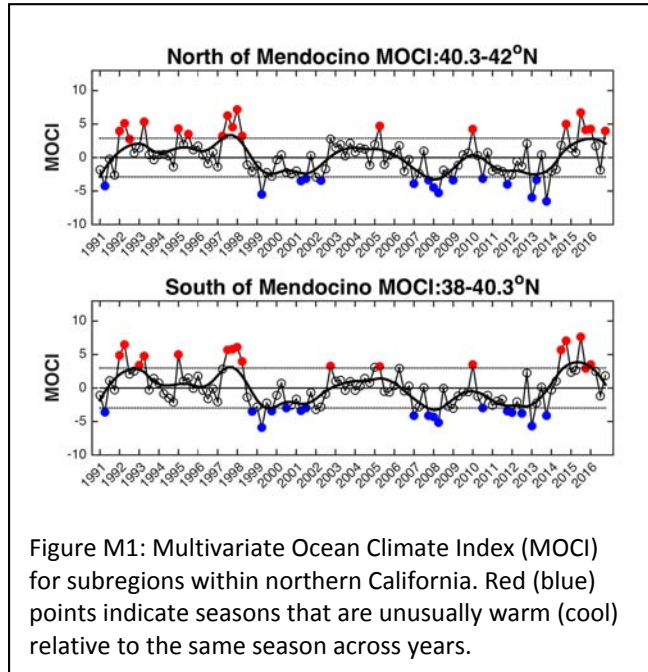 North of Mendocino MOCI:40.3-42°N
MOCI
10
5
0
-5
-10
1991 1992 1993 1994 1995 1996 1997 1998 1999 2000 2001 2002 2003 2004 2005 2006 2007 2008 2009 2010 2011 2012 2013 2014 2015 2016
South of Mendocino MOCI:38-40.3°N
MOCI
10
5
0
-5
-10
1991 1992 1993 1994 1995 1996 1997 1998 1999 2000 2001 2002 2003 2004 2005 2006 2007 2008 2009 2010 2011 2012 2013 2014 2015 2016
Figure M1: Multivariate Ocean Climate Index (MOCI)
for subregions within northern California. Red (blue)
points indicate seasons that are unusually warm (cool)
relative to the same season across years.